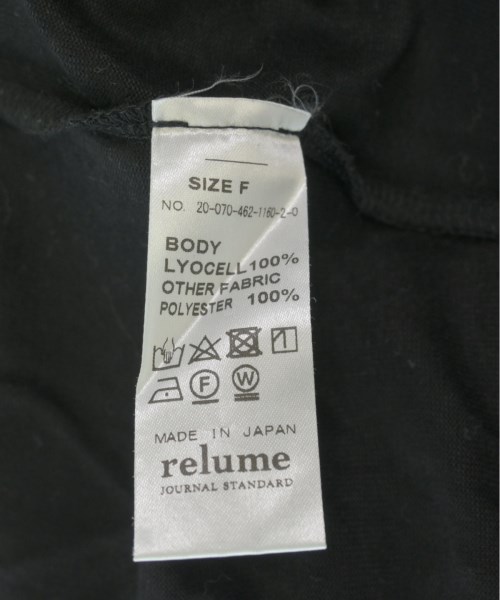 SIZE F
NO. 20-070-462-1160-2-0
BODY
LYOCELL 100%
OTHER FABRIC
POLYESTER 100%
F W
MADE IN JAPAN
relume
JOURNAL STANDARD